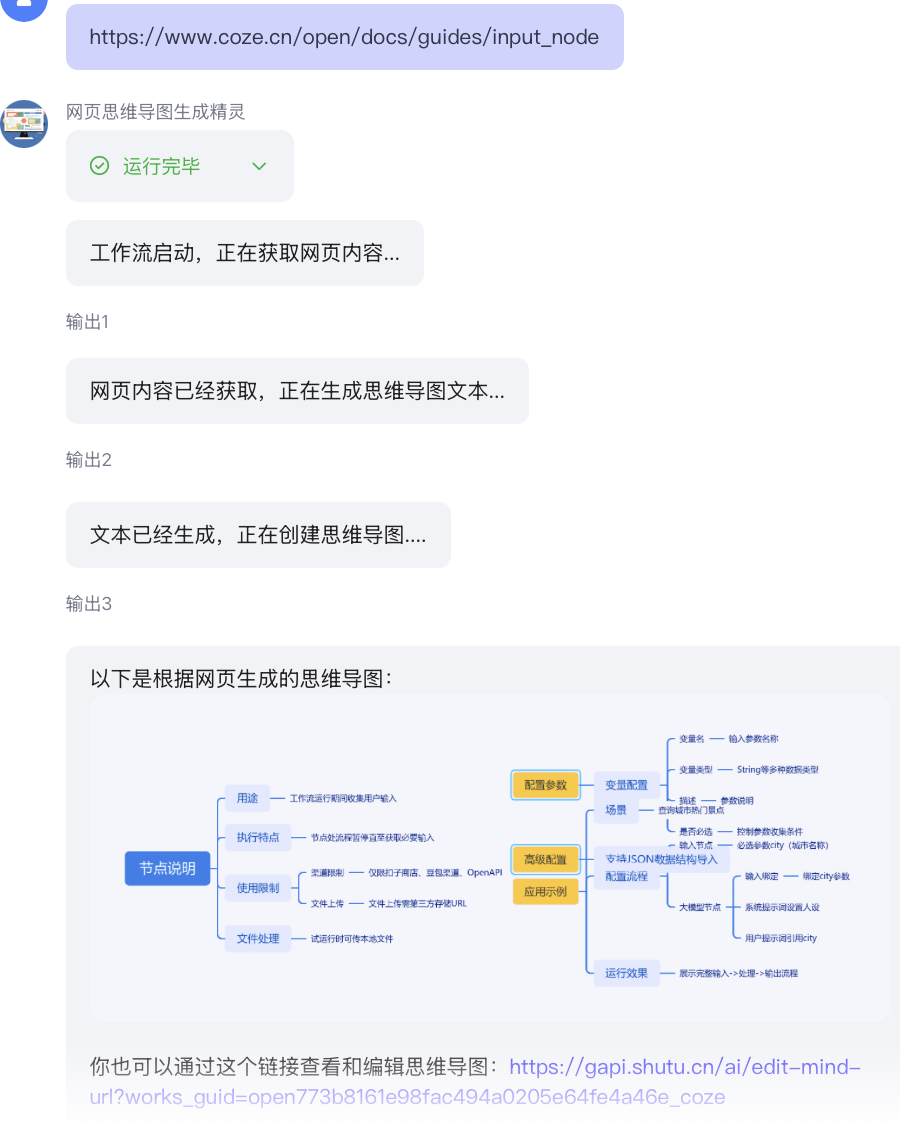 https://www.coze.cn/open/docs/guides/input_node
网页思维导图生成精灵
运行完毕
工作流启动，正在获取网页内容...
输出1
网页内容已经获取，正在生成思维导图文本...
输出2
文本已经生成，正在创建思维导图....
输出3
以下是根据网页生成的思维导图：
节点说明
用途
工作流运行期间收集用户输入
执行特点
节点处流程暂停直至获取必要输入
使用限制
渠道限制
仅限扣子商店、豆包渠道、OpenAPI
文件上传
文件上传需第三方存储URL
文件处理
试运行时可传本地文件
配置参数
变量配置
变量名
输入参数名称
变量类型
String等多种数据类型
描述
参数说明
是否必选
控制参数收集条件
高级配置
支持JSON数据结构导入
应用示例
场景
查询城市热门景点
配置流程
输入节点
必选参数city（城市名称）
大模型节点
输入绑定
绑定city参数
系统提示词设置人设
用户提示词引用city
运行效果
展示完整输入->处理->输出流程
你也可以通过这个链接查看和编辑思维导图：https://gapi.shutu.cn/ai/edit-mind-
url?works_guid=open773b8161e98fac494a0205e64fe4a46e_coze